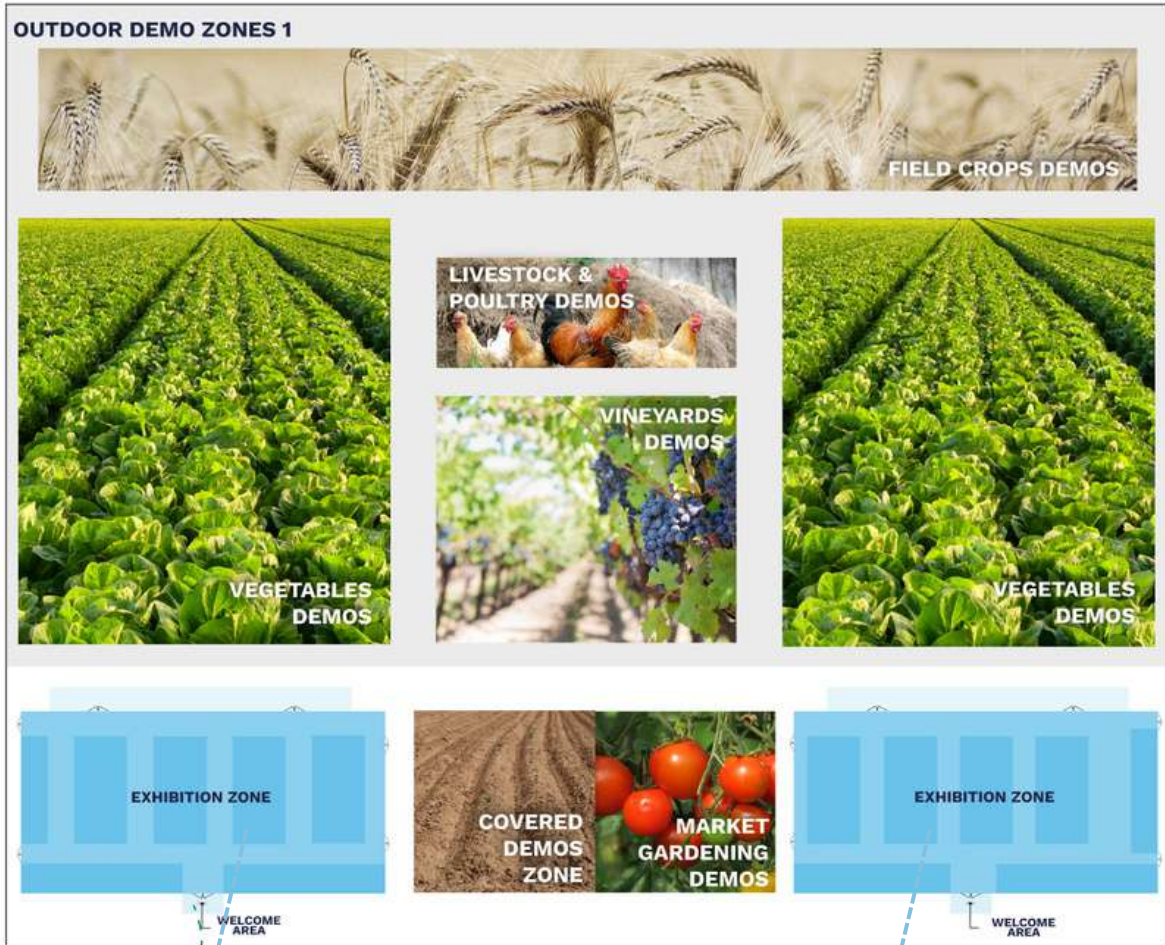 OUTDOOR DEMO ZONES 1
FIELD CROPS DEMOS
LIVESTOCK &
POULTRY DEMOS
VINEYARDS
DEMOS
VEGETABLES
DEMOS
VEGETABLES
DEMOS
EXHIBITION ZONE
COVERED
DEMOS
ZONE
MARKET
GARDENING
DEMOS
EXHIBITION ZONE
WELCOME
AREA
WELCOME
AREA